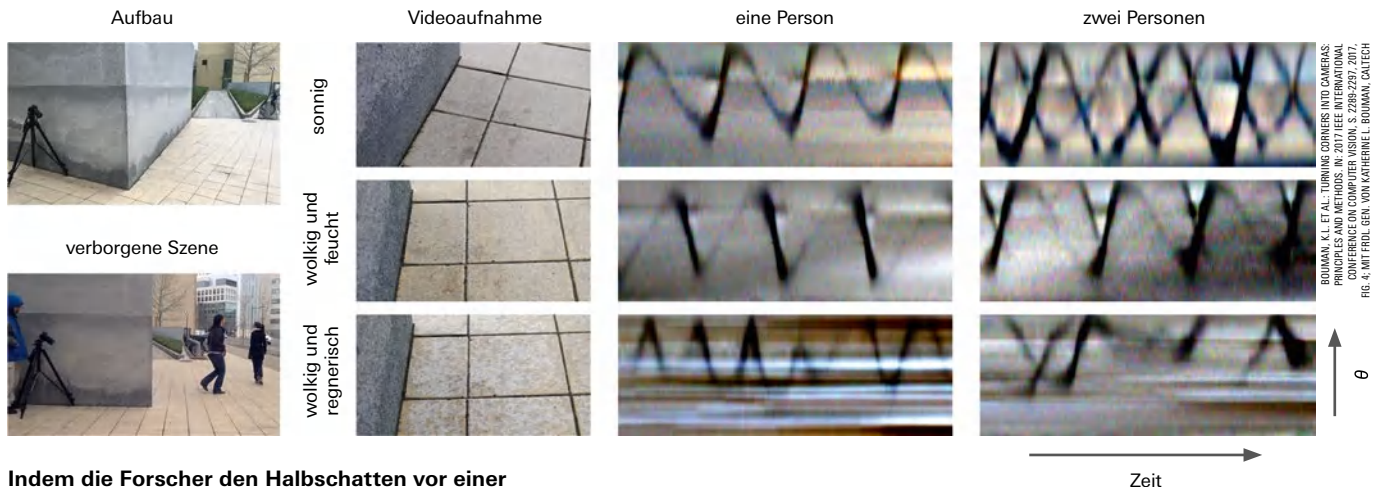 Aufbau
Videoaufnahme
eine Person
zwei Personen
sonnig
verborgene Szene
wolkig und
feucht
wolkig und
regnerisch
BOUMAN, K.L. ET AL.: TURNING CORNERS INTO CAMERAS:
PRINCIPLES AND METHODS. IN: 2017 IEEE INTERNATIONAL
CONFERENCE ON COMPUTER VISION, S. 2289-2297, 2017,
FIG. 4; MIT FRDL. GEN. VON KATHERINE L. BOUMAN, CALTECH
θ
Zeit
Indem die Forscher den Halbschatten vor einer